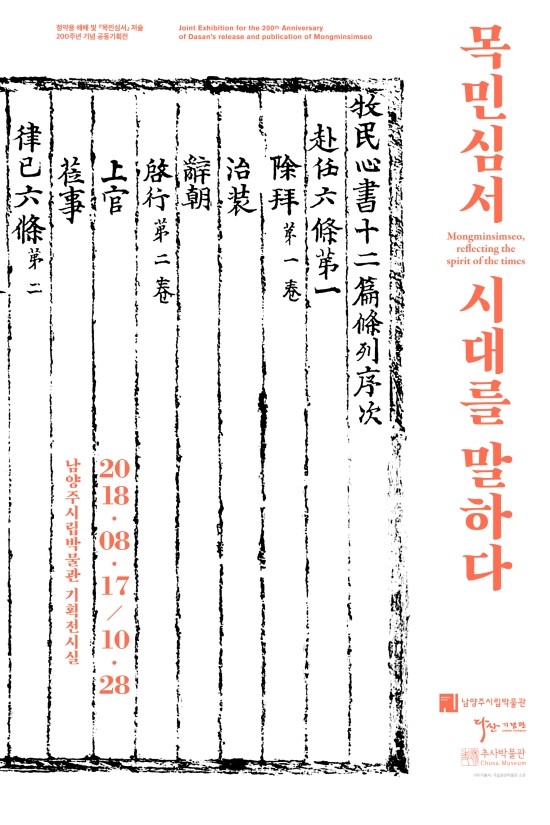 정약용 해배 및 『목민심서』 저술
200주년 기념 공동기획전
Joint Exhibition for the 200th Anniversary
of Dasan's release and publication of Mongminsimseo
목민심서
Mongminsimseo,
reflecting the
spirit of the times
시대를 말하다
牧民心書十二篇條列序次
赴任六條第一
除拜 第一卷
治裝
辭朝
啓行 第二卷
上官
莅事
律己六條 第二
20
18
·
08
·
17
/
10
·
28
남양주시립박물관 기획전시실
남양주시립박물관
다산기념관
추사박물관
Chusa Museum